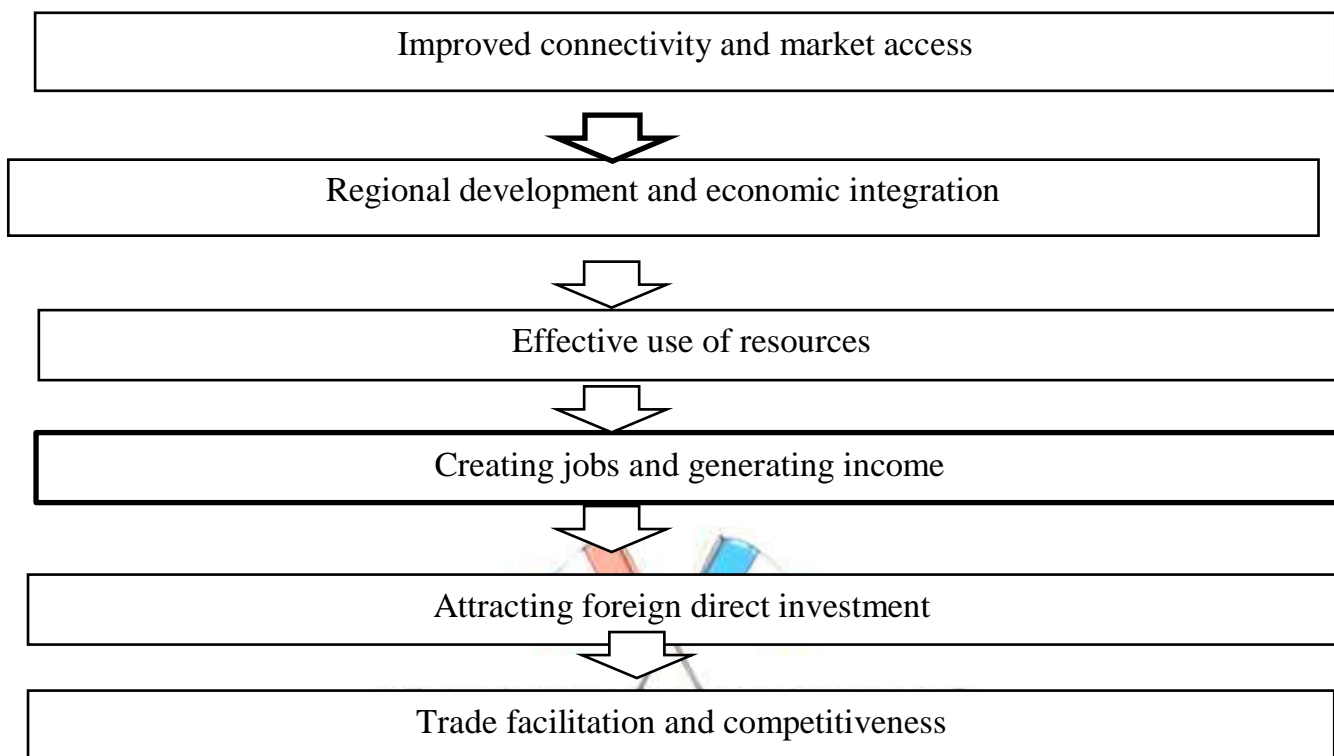 Improved connectivity and market access
Regional development and economic integration
Effective use of resources
Creating jobs and generating income
Attracting foreign direct investment
Trade facilitation and competitiveness